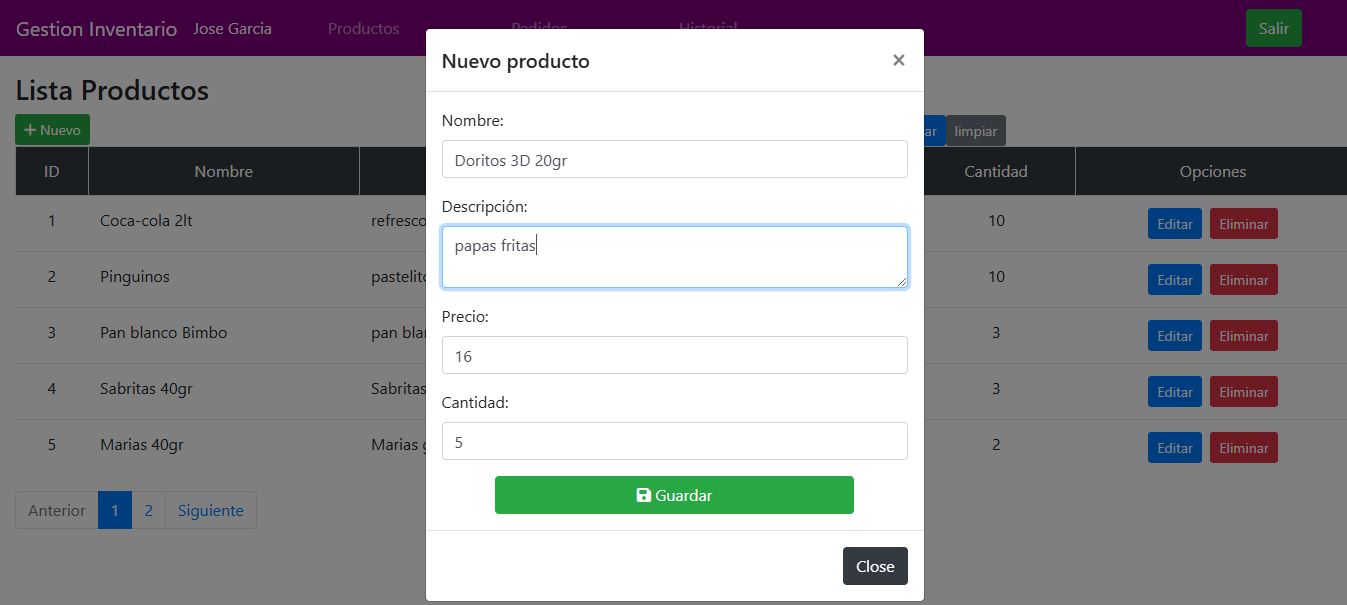 Gestion Inventario Jose Garcia Productos Pedidos Historial Salir
Lista Productos
+ Nuevo
limpiar
ID Nombre Cantidad Opciones
1 Coca-cola 2lt refresco 10 Editar Eliminar
2 Pinguinos 10 Editar Eliminar
3 Pan blanco Bimbo pan 3 Editar Eliminar
4 Sabritas 40gr Sabritas 3 Editar Eliminar
5 Marias 40gr Marias 2 Editar Eliminar
Anterior 1 2 Siguiente
Nuevo producto ×
Nombre:
Doritos 3D 20gr
Descripción:
papas fritas
Precio:
16
Cantidad:
5
Guardar
Close